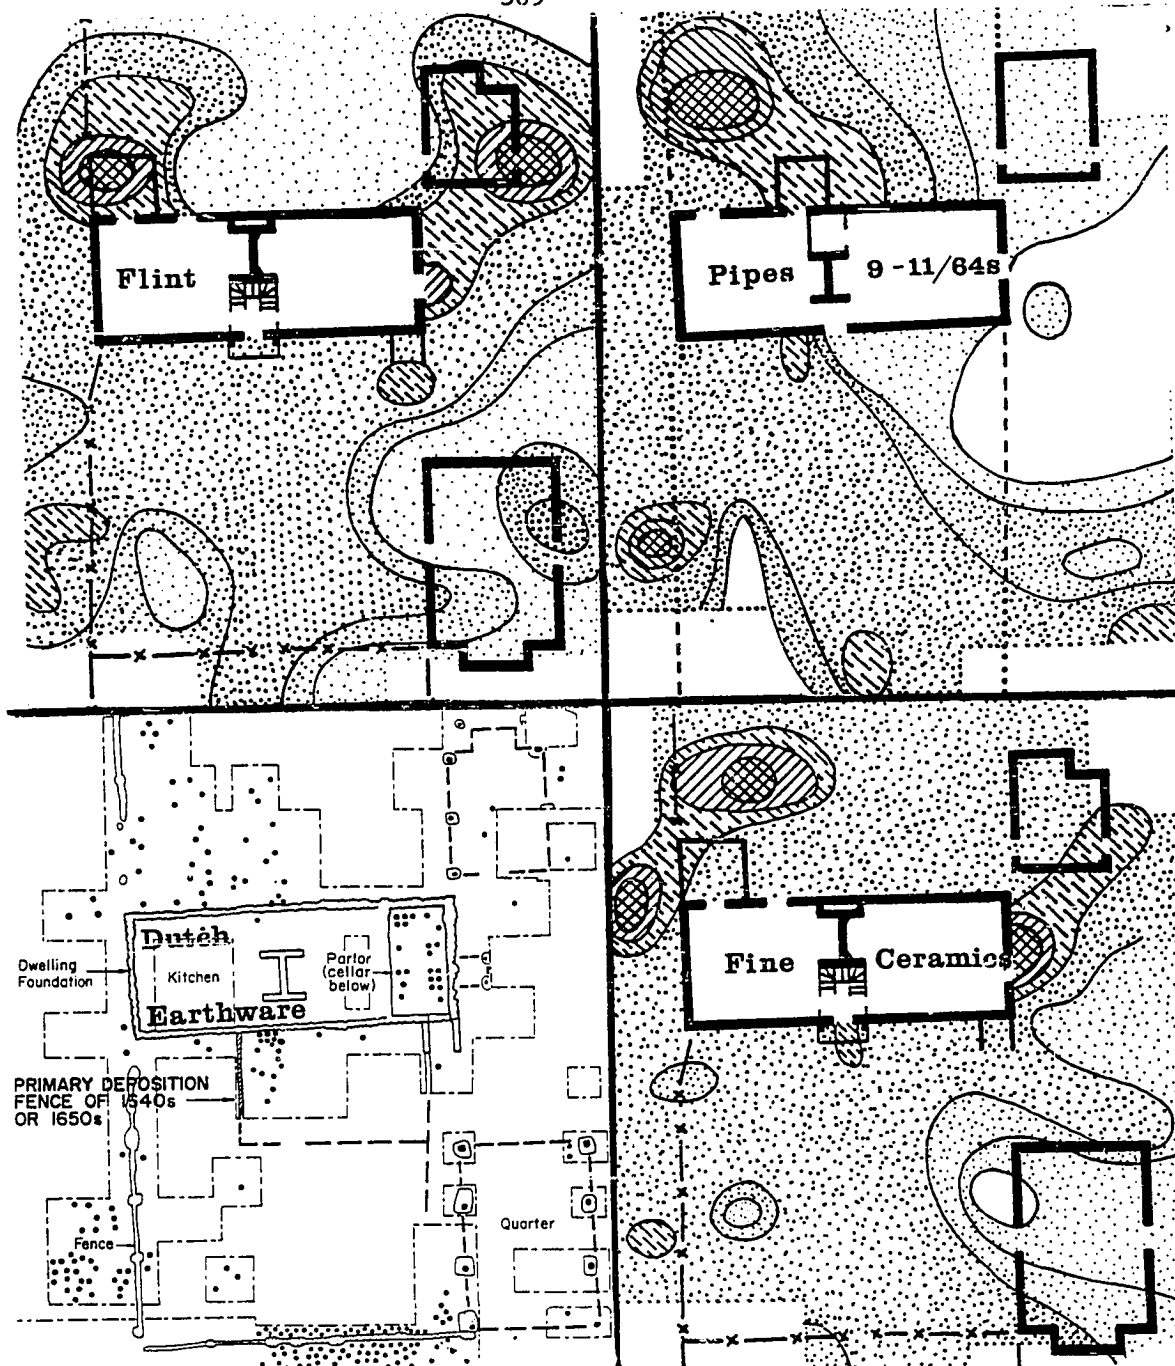 309
Flint
Pipes 9-11/64s
Dutch
Kitchen
Parlor
(cellar
below)
Dwelling
Foundation
Earthware
PRIMARY DEPOSITION
FENCE OF 1640s
OR 1650s
Fence
Quarter
Fine Ceramics